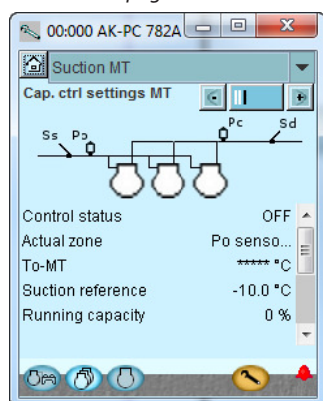 00:000 AK-PC 782A
Suction MT
Cap. ctrl settings MT
Ss Po Pc Sd
Control status OFF
Actual zone Po senso...
To-MT ***** °C
Suction reference -10.0 °C
Running capacity 0 %